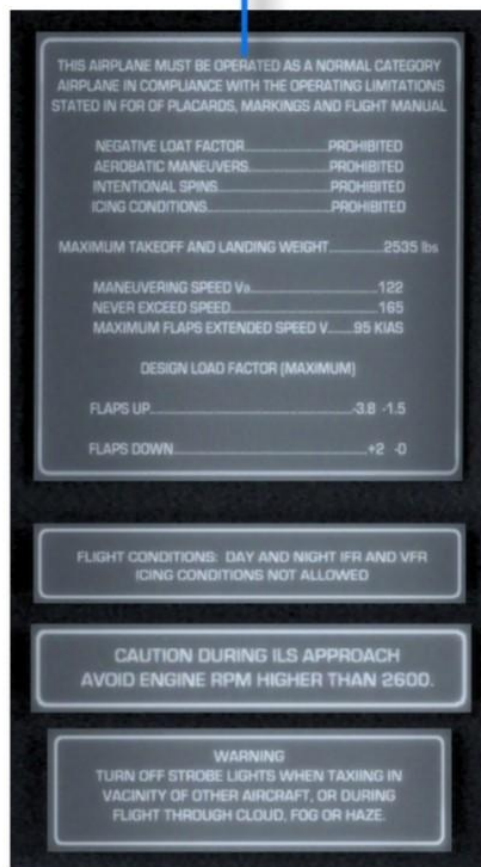 THIS AIRPLANE MUST BE OPERATED AS A NORMAL CATEGORY
AIRPLANE IN COMPLIANCE WITH THE OPERATING LIMITATIONS
STATED IN FOR OF PLACARDS, MARKINGS AND FLIGHT MANUAL
NEGATIVE LOAT FACTOR...................PROHIBITED
AEROBATIC MANEUVERS...................PROHIBITED
INTENTIONAL SPINS.........................PROHIBITED
ICING CONDITIONS...........................PROHIBITED
MAXIMUM TAKEOFF AND LANDING WEIGHT.............2535 lbs
MANEUVERING SPEED Va.........................122
NEVER EXCEED SPEED.............................165
MAXIMUM FLAPS EXTENDED SPEED V......95 KIAS
DESIGN LOAD FACTOR (MAXIMUM)
FLAPS UP..............................................-3.8 -1.5
FLAPS DOWN............................................+2 -0
FLIGHT CONDITIONS: DAY AND NIGHT IFR AND VFR
ICING CONDITIONS NOT ALLOWED
CAUTION DURING ILS APPROACH
AVOID ENGINE RPM HIGHER THAN 2600.
WARNING
TURN OFF STROBE LIGHTS WHEN TAXIING IN
VACINITY OF OTHER AIRCRAFT, OR DURING
FLIGHT THROUGH CLOUD, FOG OR HAZE.